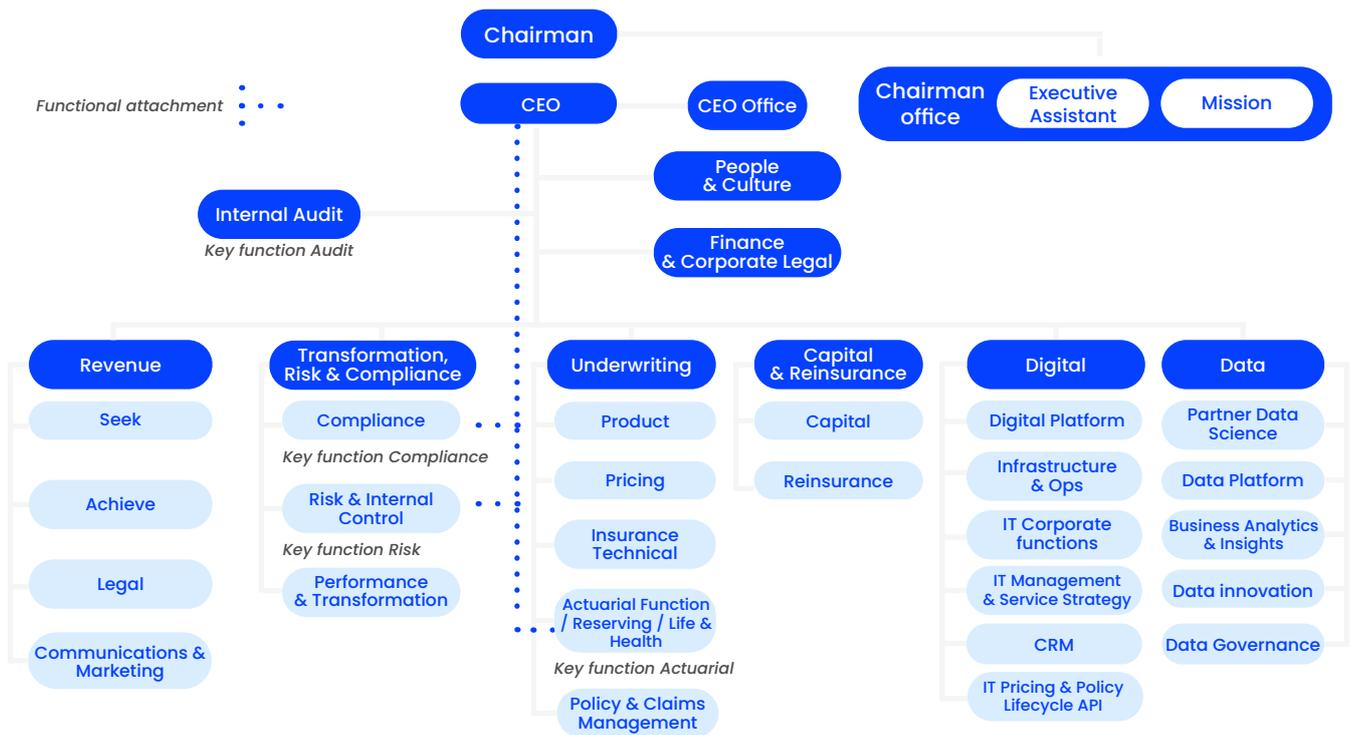 Chairman
Chairman
office
Executive
Assistant
Mission
Functional attachment
CEO
CEO Office
People
& Culture
Internal Audit
Key function Audit
Finance
& Corporate Legal
Revenue
Seek
Achieve
Legal
Communications &
Marketing
Transformation,
Risk & Compliance
Compliance
Key function Compliance
Risk & Internal
Control
Key function Risk
Performance
& Transformation
Underwriting
Product
Pricing
Insurance
Technical
Actuarial Function
/ Reserving / Life &
Health
Key function Actuarial
Policy & Claims
Management
Capital
& Reinsurance
Capital
Reinsurance
Digital
Digital Platform
Infrastructure
& Ops
IT Corporate
functions
IT Management
& Service Strategy
CRM
IT Pricing & Policy
Lifecycle API
Data
Partner Data
Science
Data Platform
Business Analytics
& Insights
Data innovation
Data Governance